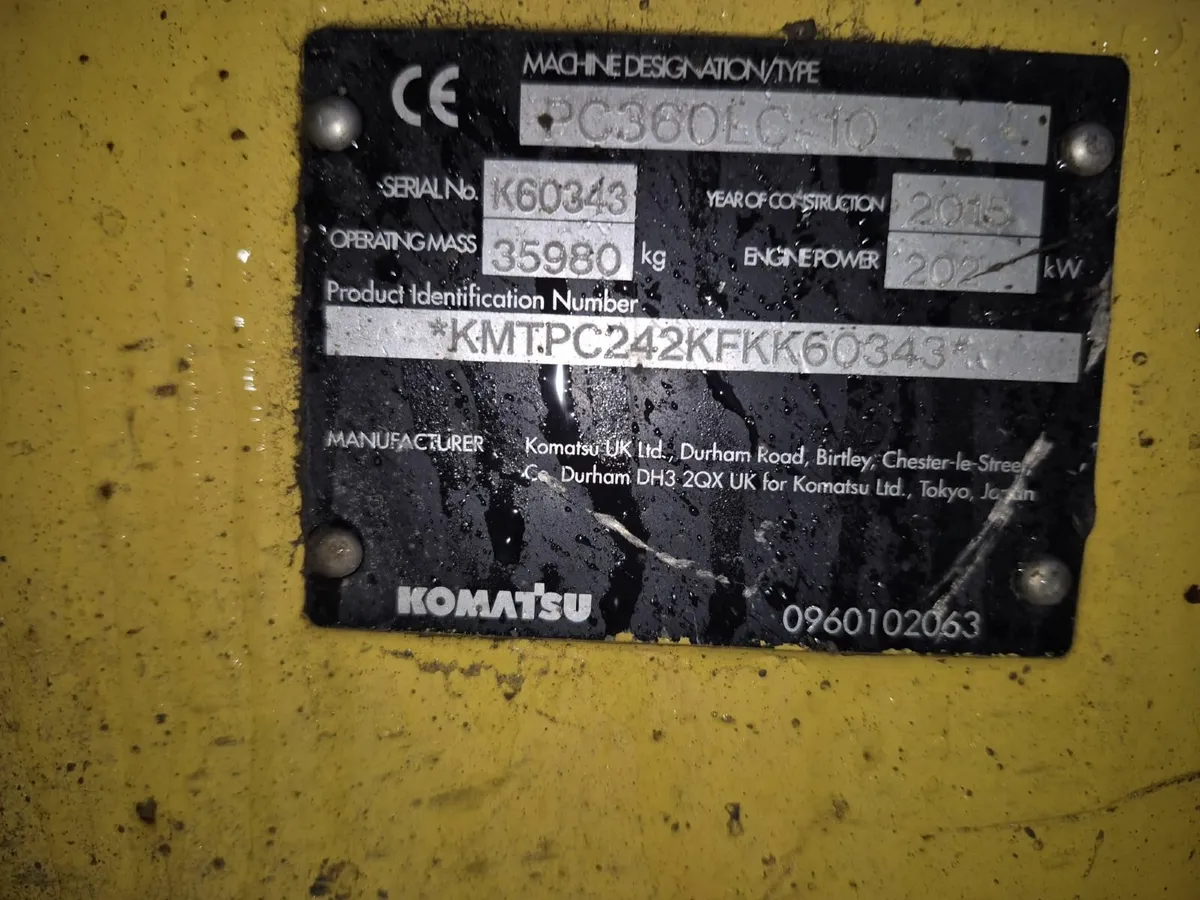 CE
MACHINE DESIGNATION/TYPE
PC360LC-10
SERIAL No. K60343 YEAR OF CONSTRUCTION 2015
OPERATING MASS 35980 kg ENGINE POWER 202 kW
Product Identification Number
*KMTPC242KFKK60343*
MANUFACTURER Komatsu UK Ltd., Durham Road, Birtley, Chester-le-Street,
Co. Durham DH3 2QX UK for Komatsu Ltd., Tokyo, Japan
KOMATSU 0960102063